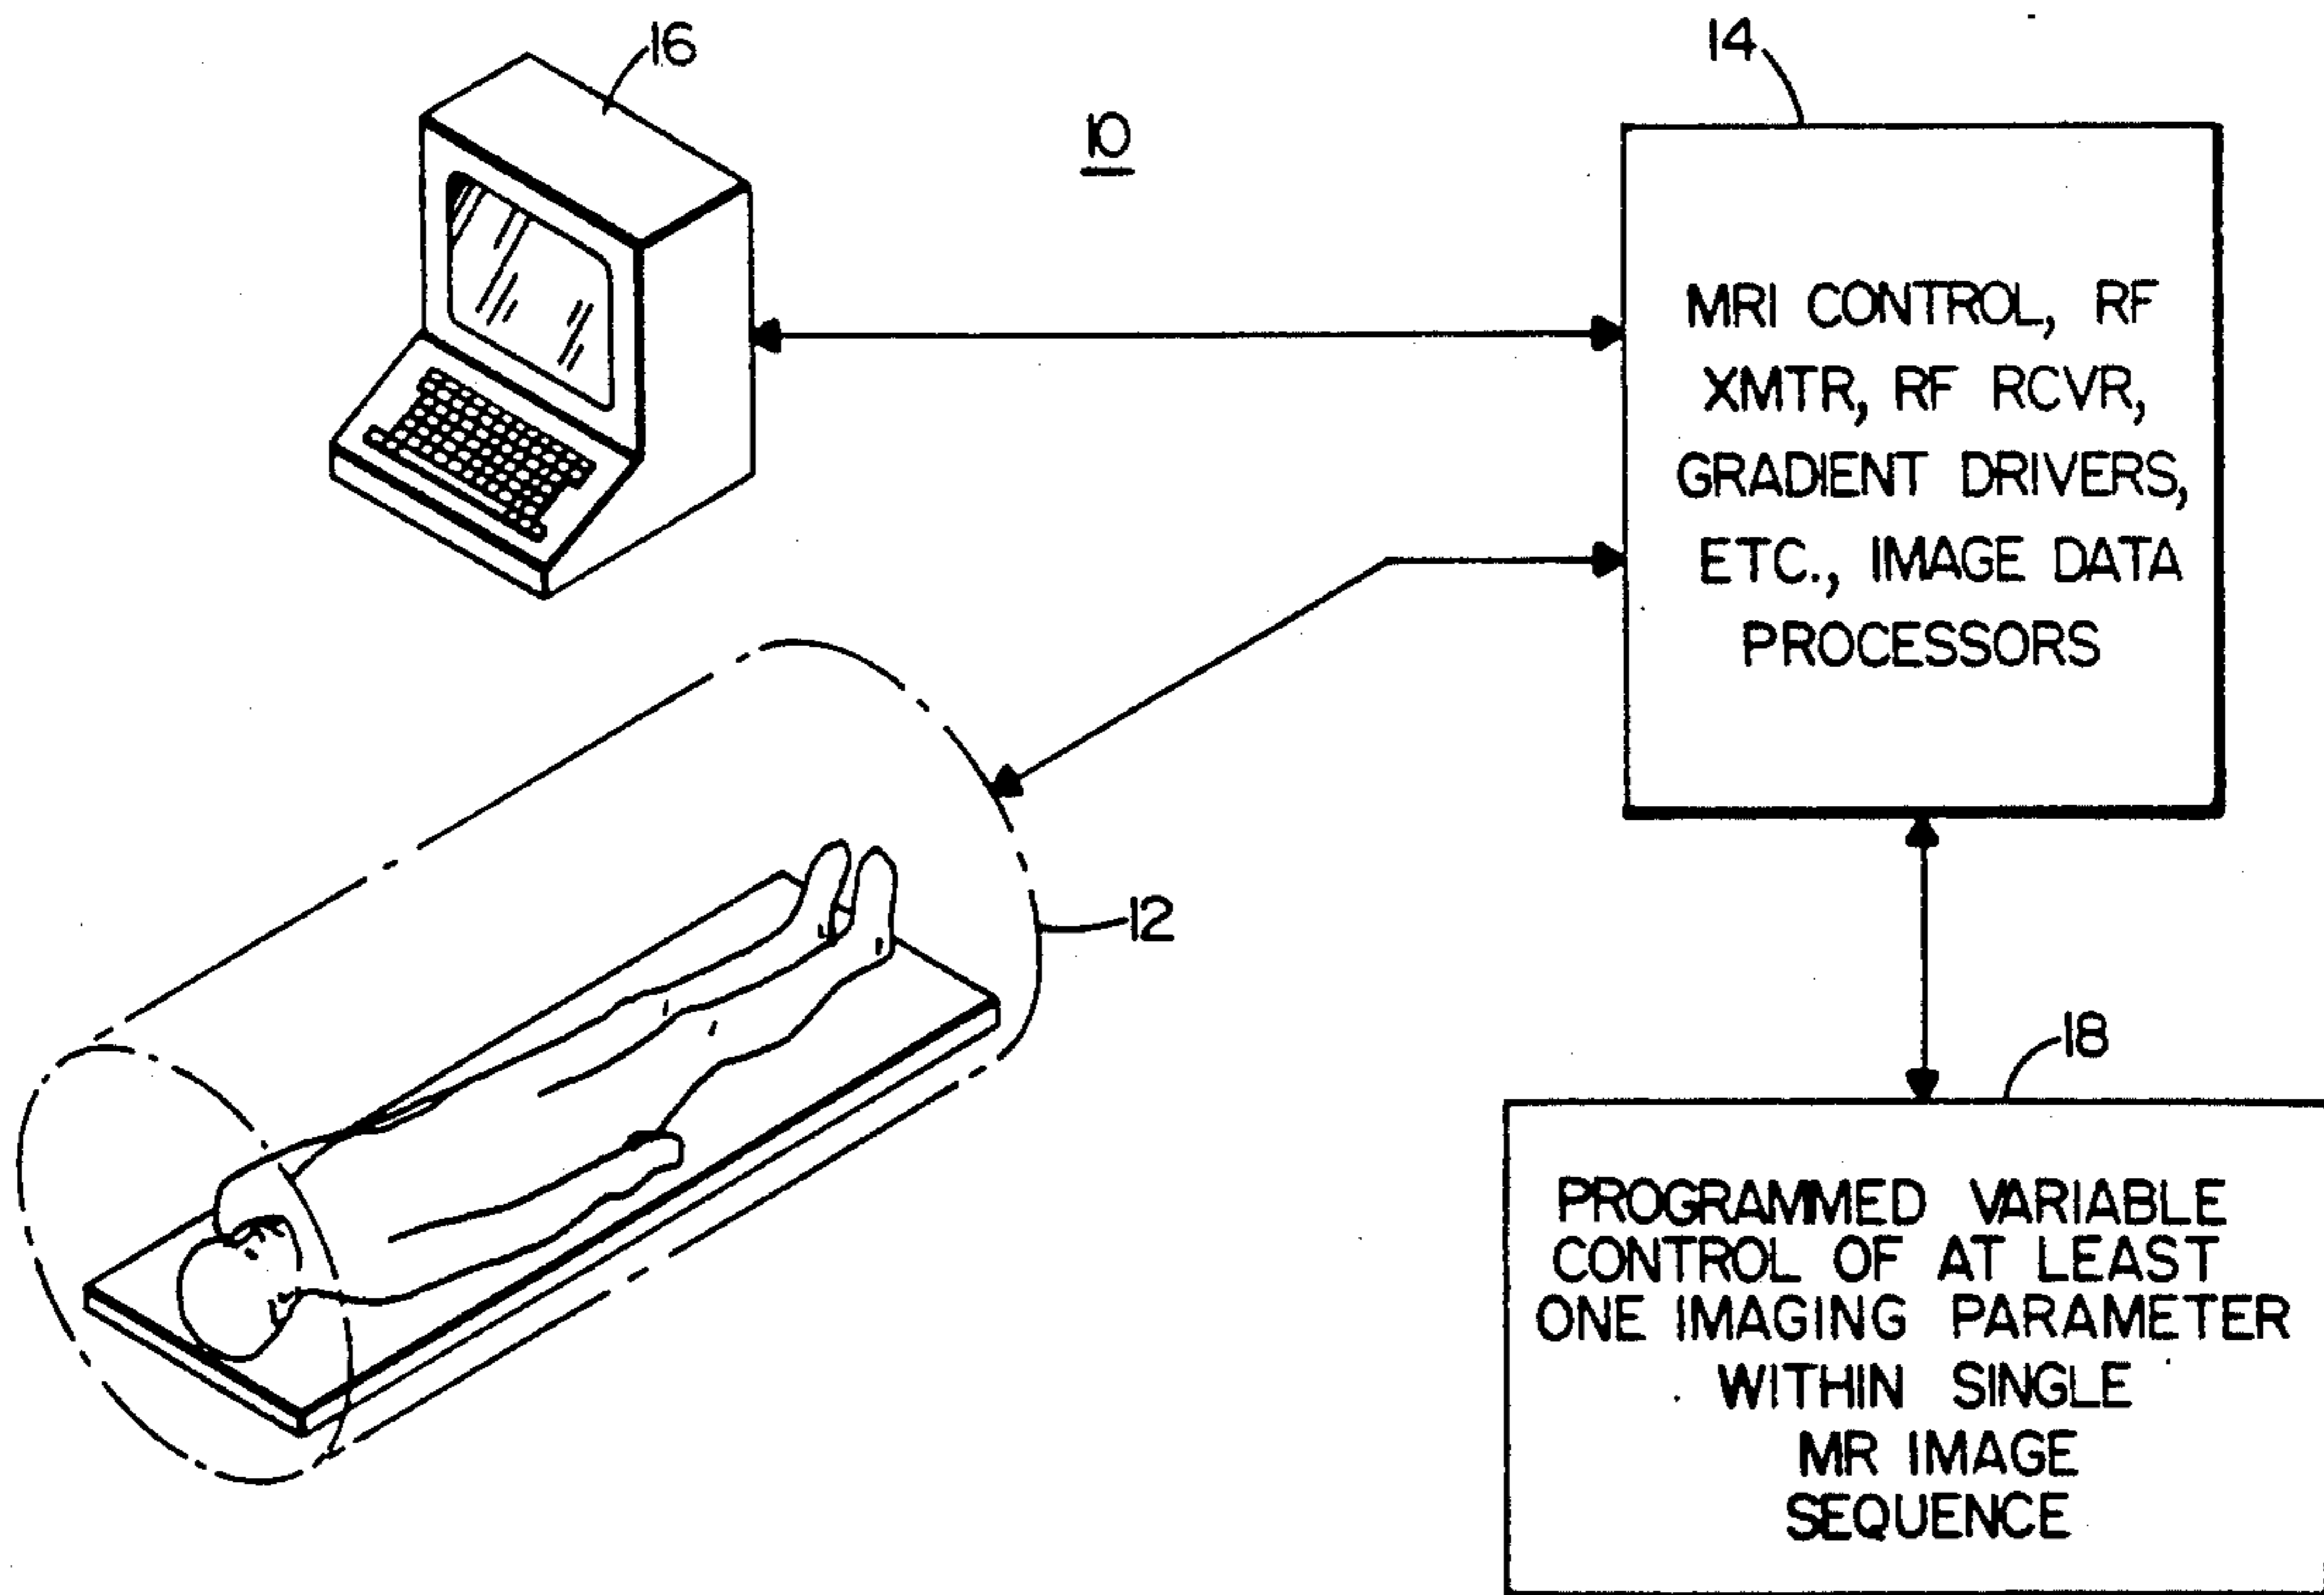 16
14
10
MRI CONTROL, RF
XMTR, RF RCVR,
GRADIENT DRIVERS,
ETC., IMAGE DATA
PROCESSORS
12
18
PROGRAMMED VARIABLE
CONTROL OF AT LEAST
ONE IMAGING PARAMETER
WITHIN SINGLE
MR IMAGE
SEQUENCE